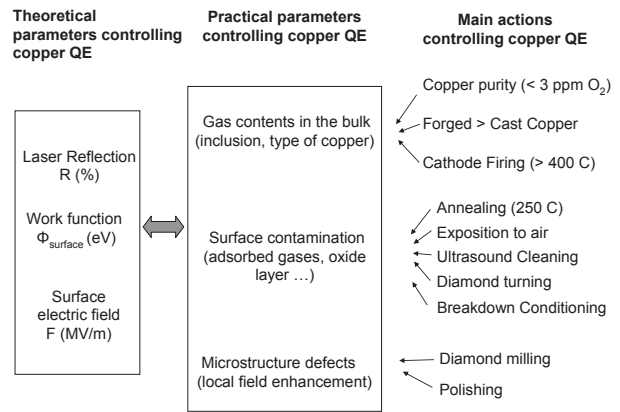 Theoretical
parameters controlling
copper QE
Practical parameters
controlling copper QE
Main actions
controlling copper QE
Laser Reflection
R (%)
Work function
Φsurface (eV)
Surface
electric field
F (MV/m)
Gas contents in the bulk
(inclusion, type of copper)
Surface contamination
(adsorbed gases, oxide
layer …)
Microstructure defects
(local field enhancement)
Copper purity (< 3 ppm O2)
Forged > Cast Copper
Cathode Firing (> 400 C)
Annealing (250 C)
Exposition to air
Ultrasound Cleaning
Diamond turning
Breakdown Conditioning
Diamond milling
Polishing